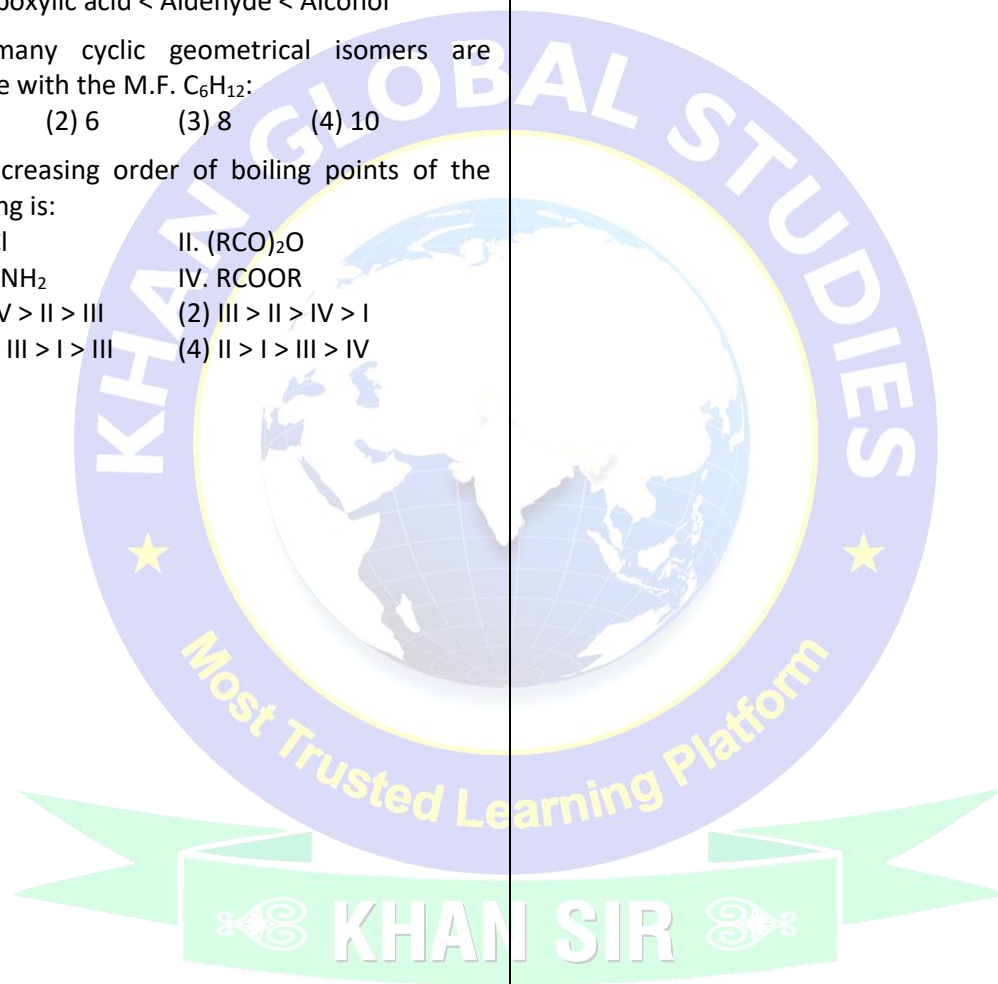 boxylic acid < Aldehyde < Alcohol
many cyclic geometrical isomers are
e with the M.F. C₆H₁₂:
(2) 6 (3) 8 (4) 10
creasing order of boiling points of the
ng is:
l II. (RCO)₂O
NH₂ IV. RCOOR
V > II > III (2) III > II > IV > I
III > I > III (4) II > I > III > IV
KHAN GLOBAL STUDIES
Most Trusted Learning Platform
KHAN SIR